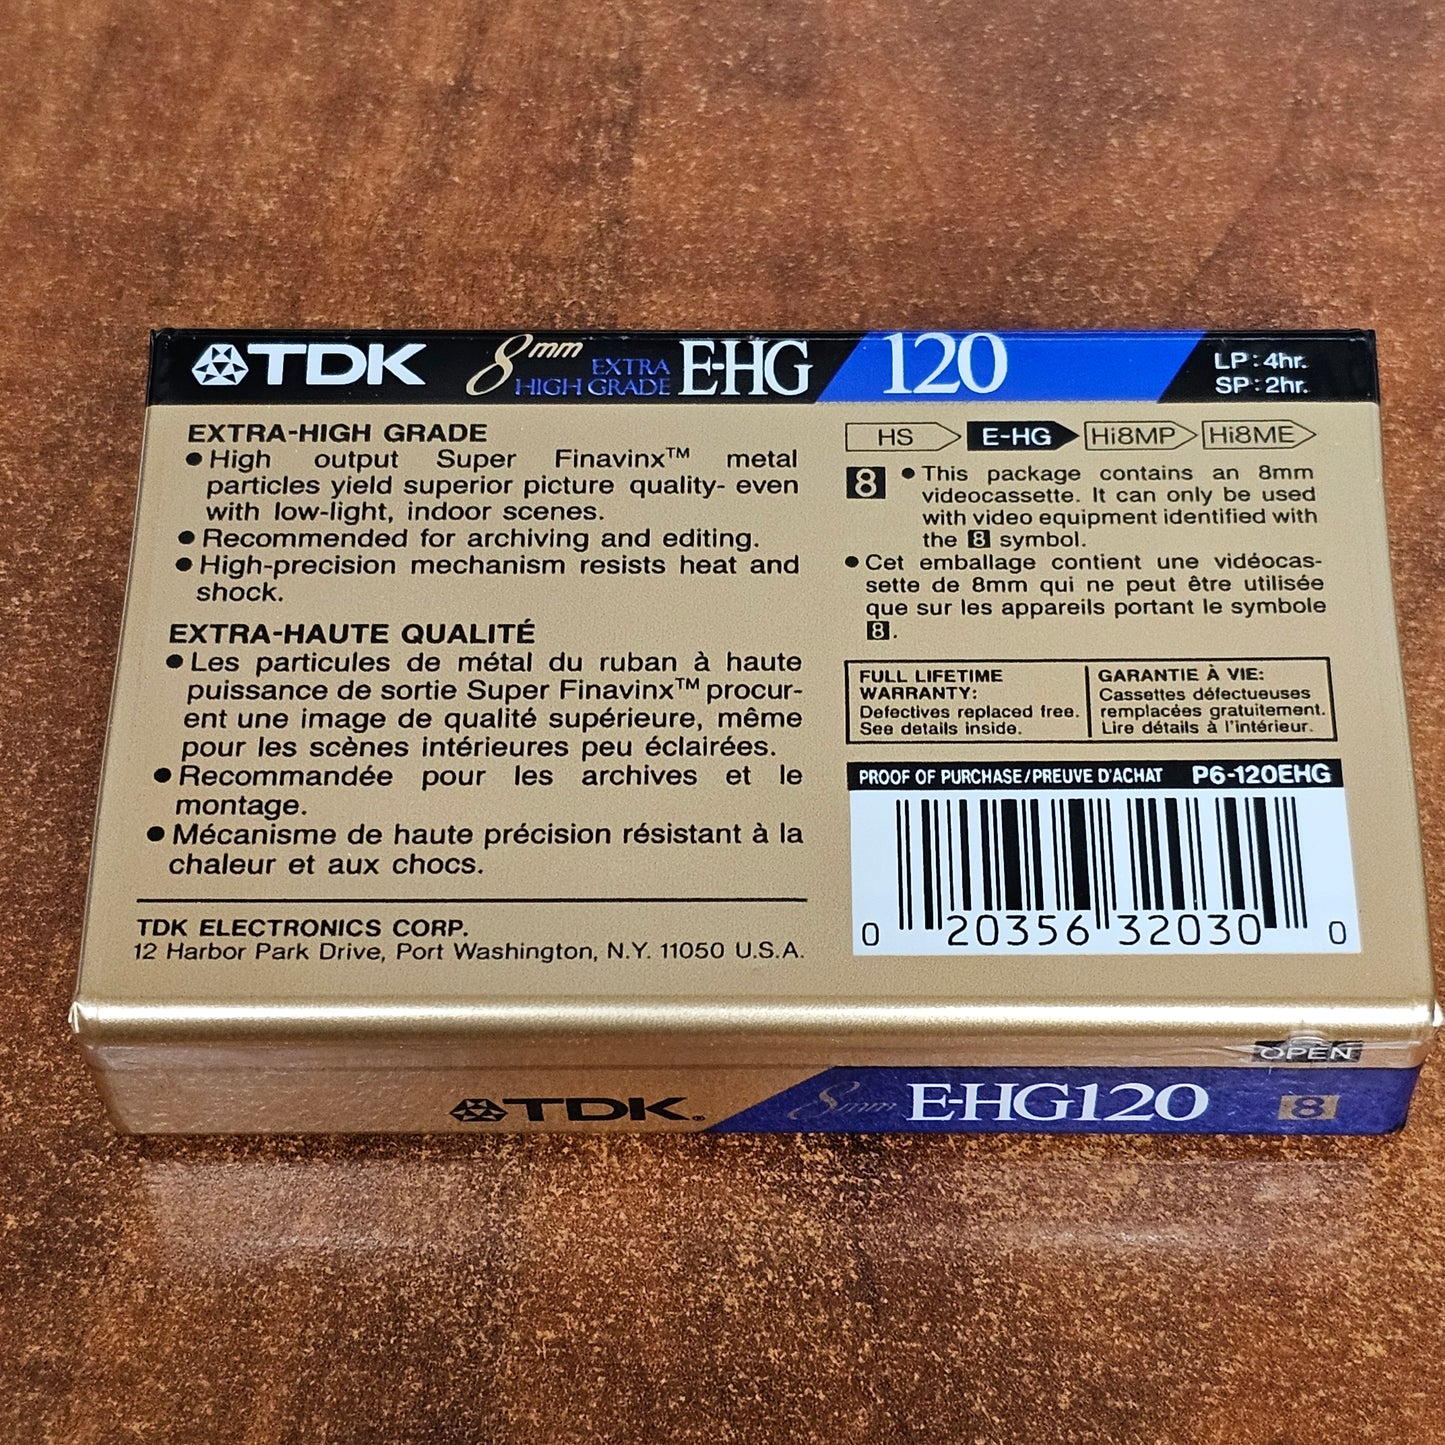 TDK 8mm EXTRA HIGH GRADE E-HG 120
LP : 4hr.
SP : 2hr.
EXTRA-HIGH GRADE
● High output Super Finavinx™ metal
particles yield superior picture quality- even
with low-light, indoor scenes.
● Recommended for archiving and editing.
● High-precision mechanism resists heat and
shock.
EXTRA-HAUTE QUALITÉ
● Les particules de métal du ruban à haute
puissance de sortie Super Finavinx™ procur-
ent une image de qualité supérieure, même
pour les scènes intérieures peu éclairées.
● Recommandée pour les archives et le
montage.
● Mécanisme de haute précision résistant à la
chaleur et aux chocs.
TDK ELECTRONICS CORP.
12 Harbor Park Drive, Port Washington, N.Y. 11050 U.S.A.
HS E-HG Hi8MP Hi8ME
8 ● This package contains an 8mm
videocassette. It can only be used
with video equipment identified with
the 8 symbol.
● Cet emballage contient une vidéocas-
sette de 8mm qui ne peut être utilisée
que sur les appareils portant le symbole
8.
FULL LIFETIME
WARRANTY:
Defectives replaced free.
See details inside.
GARANTIE À VIE:
Cassettes défectueuses
remplacées gratuitement.
Lire détails à l'intérieur.
PROOF OF PURCHASE/PREUVE D'ACHAT P6-120EHG
0 20356 32030 0
OPEN
TDK® 8mm E-HG120 8